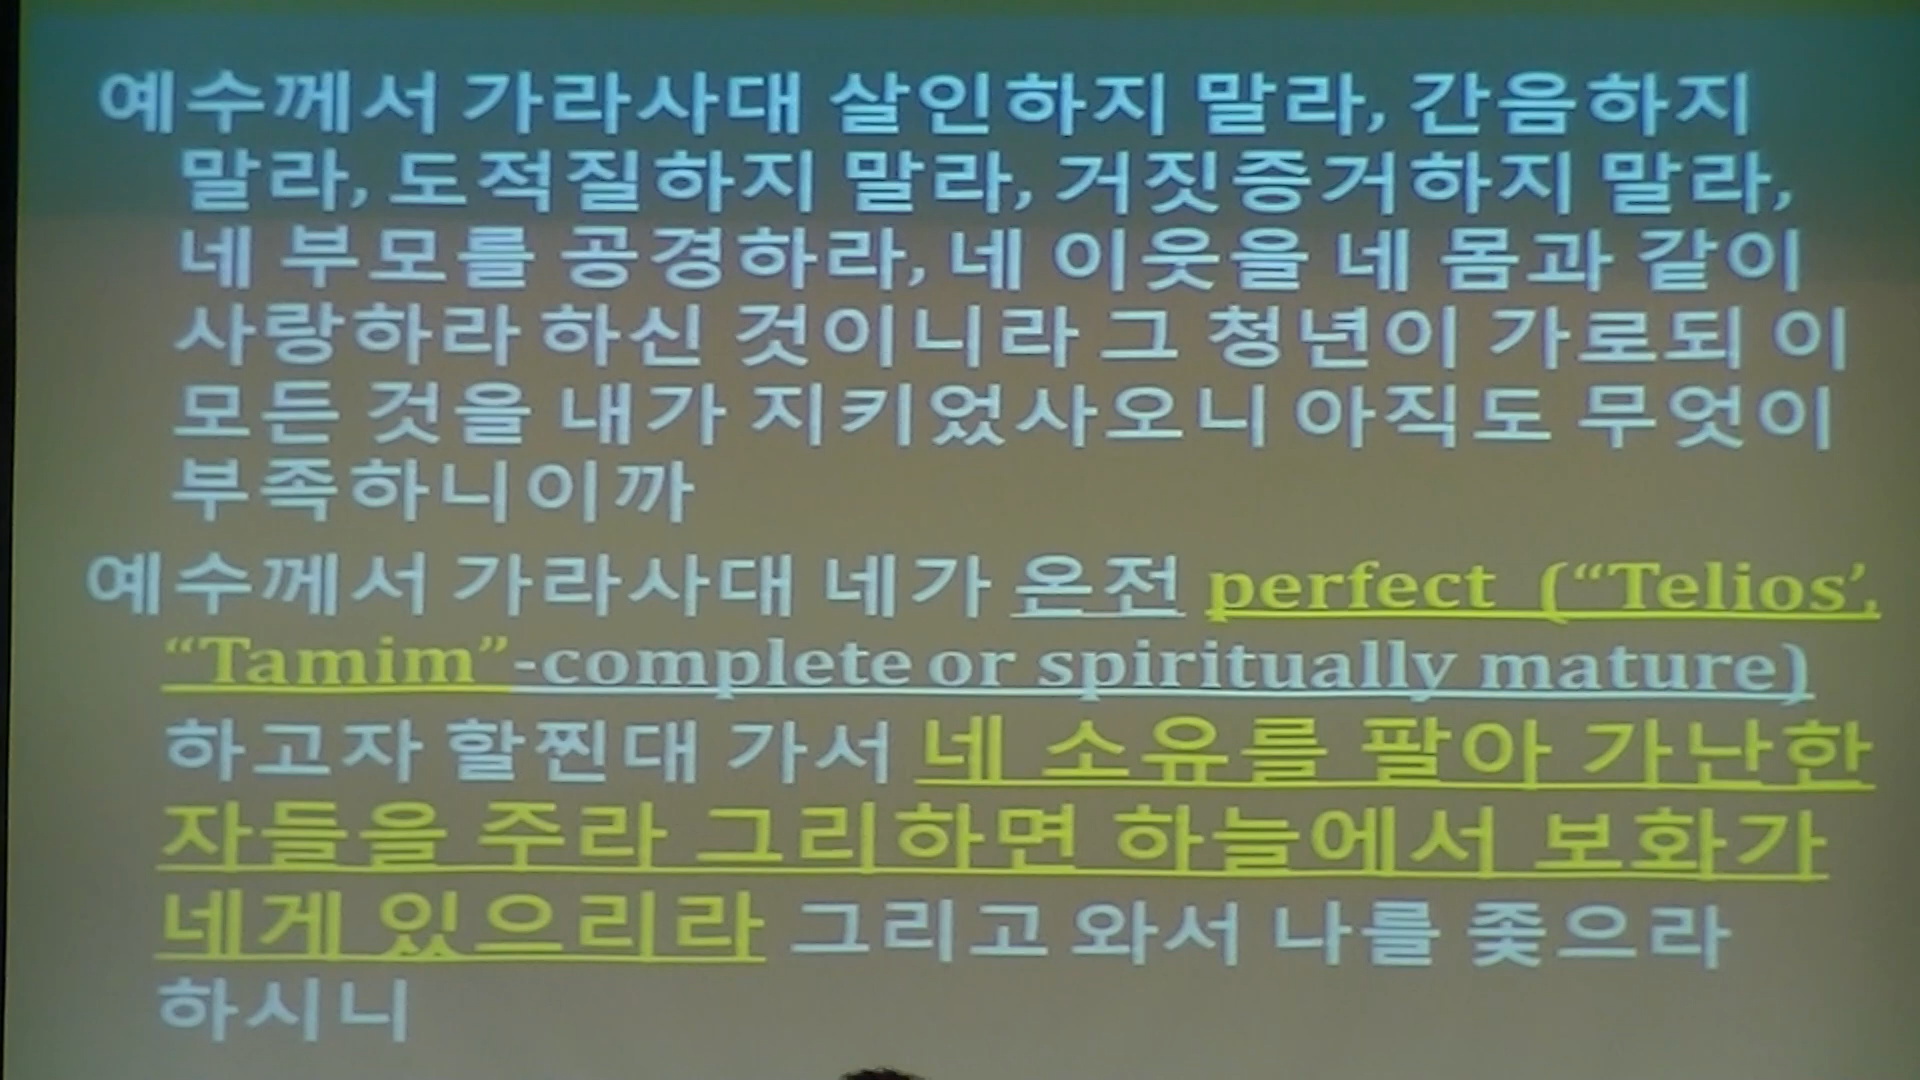 예수께서 가라사대 살인하지 말라, 간음하지
말라, 도적질하지 말라, 거짓증거하지 말라,
네 부모를 공경하라, 네 이웃을 네 몸과 같이
사랑하라 하신 것이니라 그 청년이 가로되 이
모든 것을 내가 지키었사오니 아직도 무엇이
부족하니이까
예수께서 가라사대 네가 온전 perfect (“Telios’,
“Tamim”-complete or spiritually mature)
하고자 할찐대 가서 네 소유를 팔아 가난한
자들을 주라 그리하면 하늘에서 보화가
네게 있으리라 그리고 와서 나를 좇으라
하시니